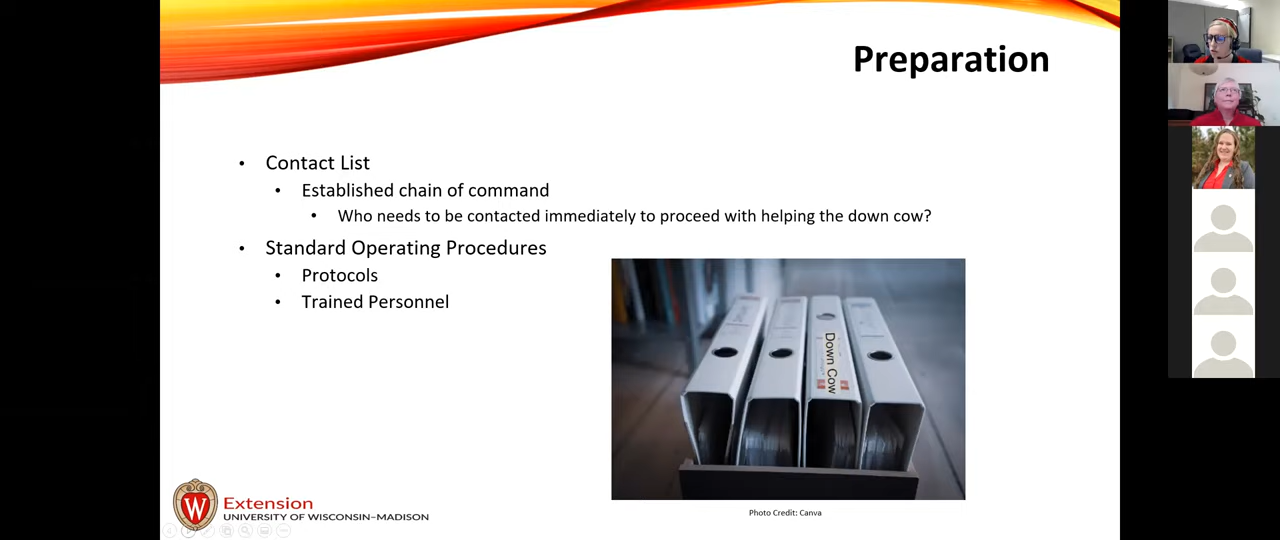 Preparation
• Contact List
• Established chain of command
• Who needs to be contacted immediately to proceed with helping the down cow?
• Standard Operating Procedures
• Protocols
• Trained Personnel
Down Cow
Photo Credit: Canva
W
Extension
UNIVERSITY OF WISCONSIN–MADISON